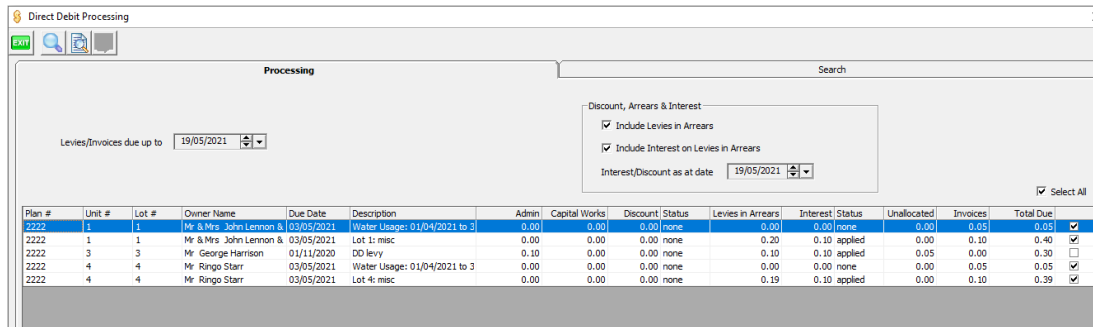 Direct Debit Processing
EXIT
Processing Search
Discount, Arrears & Interest
Include Levies in Arrears
Levies/Invoices due up to 19/05/2021
Include Interest on Levies in Arrears
Interest/Discount as at date 19/05/2021
Select All
Plan # Unit # Lot # Owner Name Due Date Description Admin Capital Works Discount Status Levies in Arrears Interest Status Unallocated Invoices Total Due
2222 1 1 Mr & Mrs John Lennon & 03/05/2021 Water Usage: 01/04/2021 to 3 0.00 0.00 0.00 none 0.00 0.00 none 0.00 0.05 0.05
2222 1 1 Mr & Mrs John Lennon & 03/05/2021 Lot 1: misc 0.00 0.00 0.00 none 0.20 0.10 applied 0.00 0.10 0.40
2222 3 3 Mr George Harrison 01/11/2020 DD levy 0.10 0.00 0.00 none 0.10 0.10 applied 0.05 0.00 0.30
2222 4 4 Mr Ringo Starr 03/05/2021 Water Usage: 01/04/2021 to 3 0.00 0.00 0.00 none 0.00 0.00 none 0.00 0.05 0.05
2222 4 4 Mr Ringo Starr 03/05/2021 Lot 4: misc 0.00 0.00 0.00 none 0.19 0.10 applied 0.00 0.10 0.39